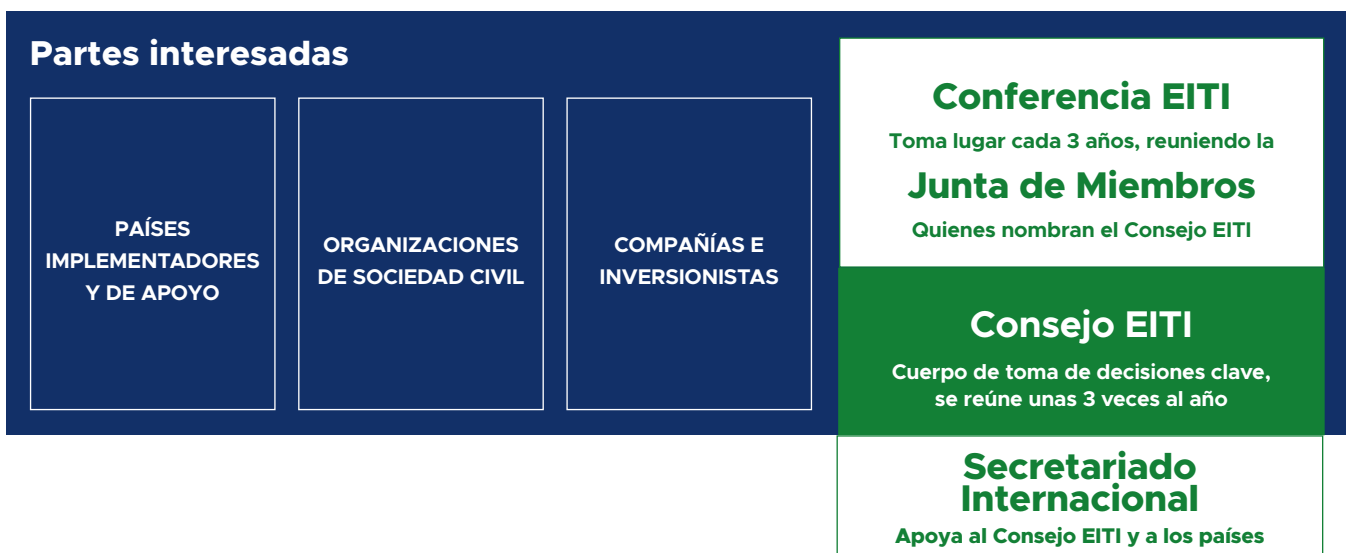 Partes interesadas
PAÍSES
IMPLEMENTADORES
Y DE APOYO
ORGANIZACIONES
DE SOCIEDAD CIVIL
COMPAÑÍAS E
INVERSIONISTAS
Conferencia EITI
Toma lugar cada 3 años, reuniendo la
Junta de Miembros
Quienes nombran el Consejo EITI
Consejo EITI
Cuerpo de toma de decisiones clave,
se reúne unas 3 veces al año
Secretariado
Internacional
Apoya al Consejo EITI y a los países